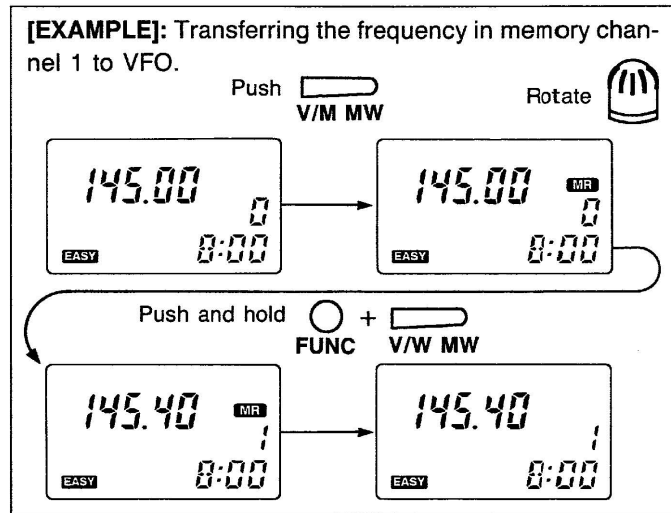 [EXAMPLE]: Transferring the frequency in memory chan-
nel 1 to VFO.
Push V/M MW
Rotate
145.00
0
EASY 8:00
145.00 MR
0
EASY 8:00
Push and hold FUNC + V/W MW
145.40 MR
1
EASY 8:00
145.40
1
EASY 8:00